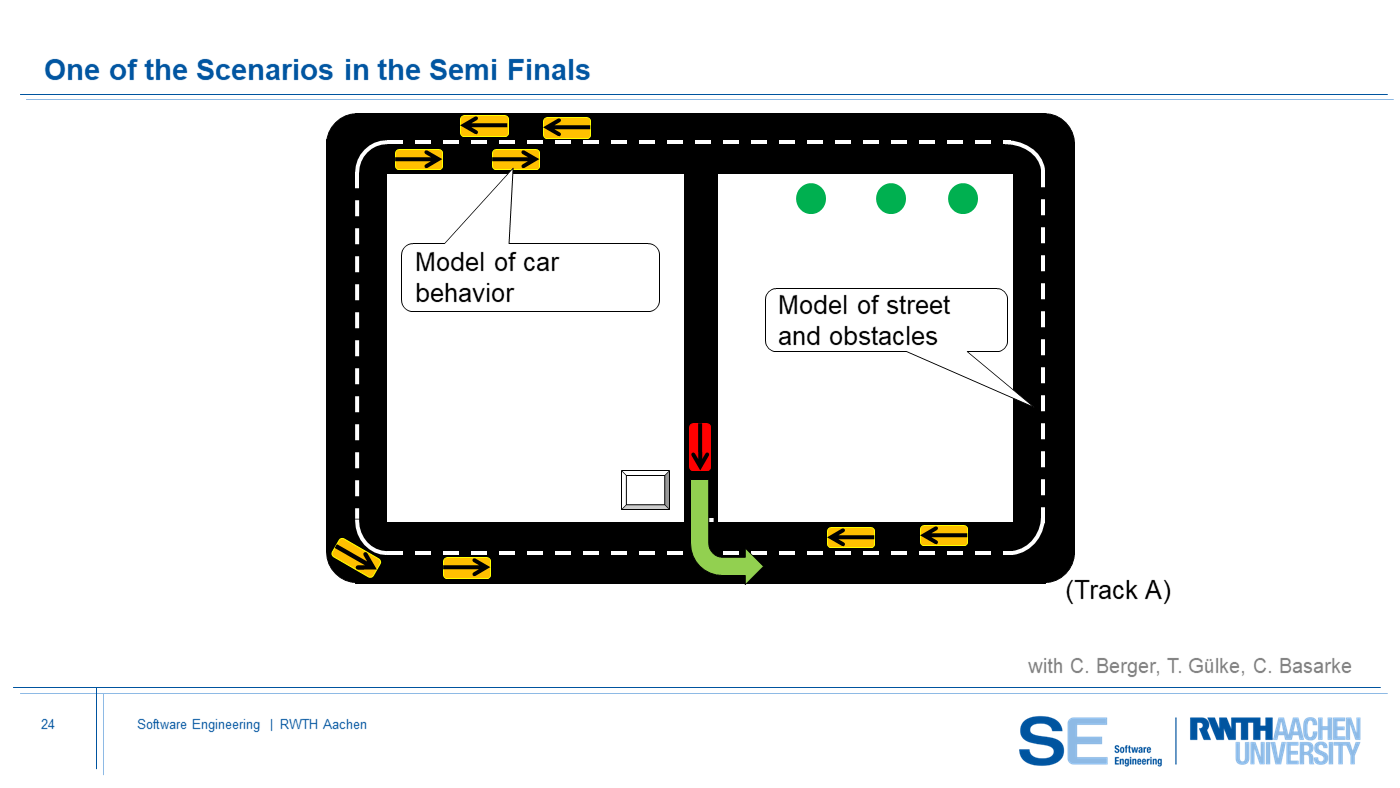 One of the Scenarios in the Semi Finals
Model of car
behavior
Model of street
and obstacles
(Track A)
with C. Berger, T. Gülke, C. Basarke
24
Software Engineering | RWTH Aachen
SE Software
Engineering
RWTHAACHEN
UNIVERSITY